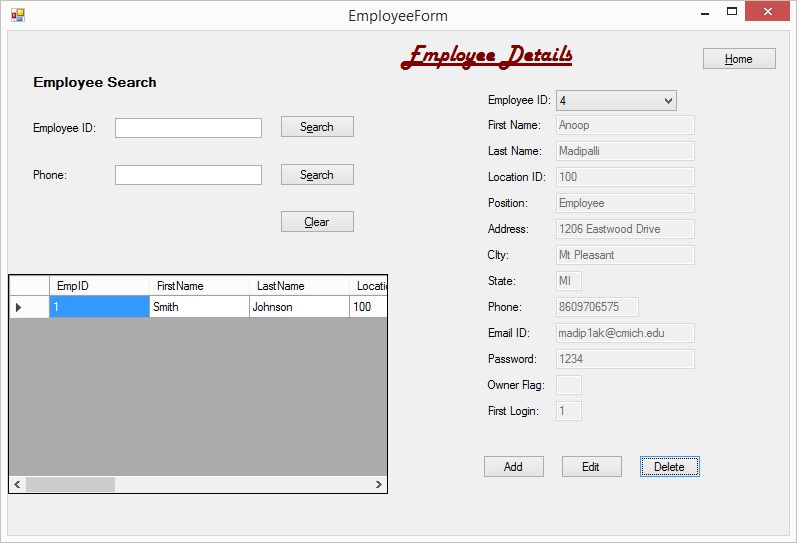 EmployeeForm
Employee Details
Home
Employee Search
Employee ID:
Search
Phone:
Search
Clear
EmpID FirstName LastName Locatio
1 Smith Johnson 100
Employee ID: 4
First Name: Anoop
Last Name: Madipalli
Location ID: 100
Position: Employee
Address: 1206 Eastwood Drive
CIty: Mt Pleasant
State: MI
Phone: 8609706575
Email ID: madip1ak@cmich.edu
Password: 1234
Owner Flag:
First Login: 1
Add Edit Delete